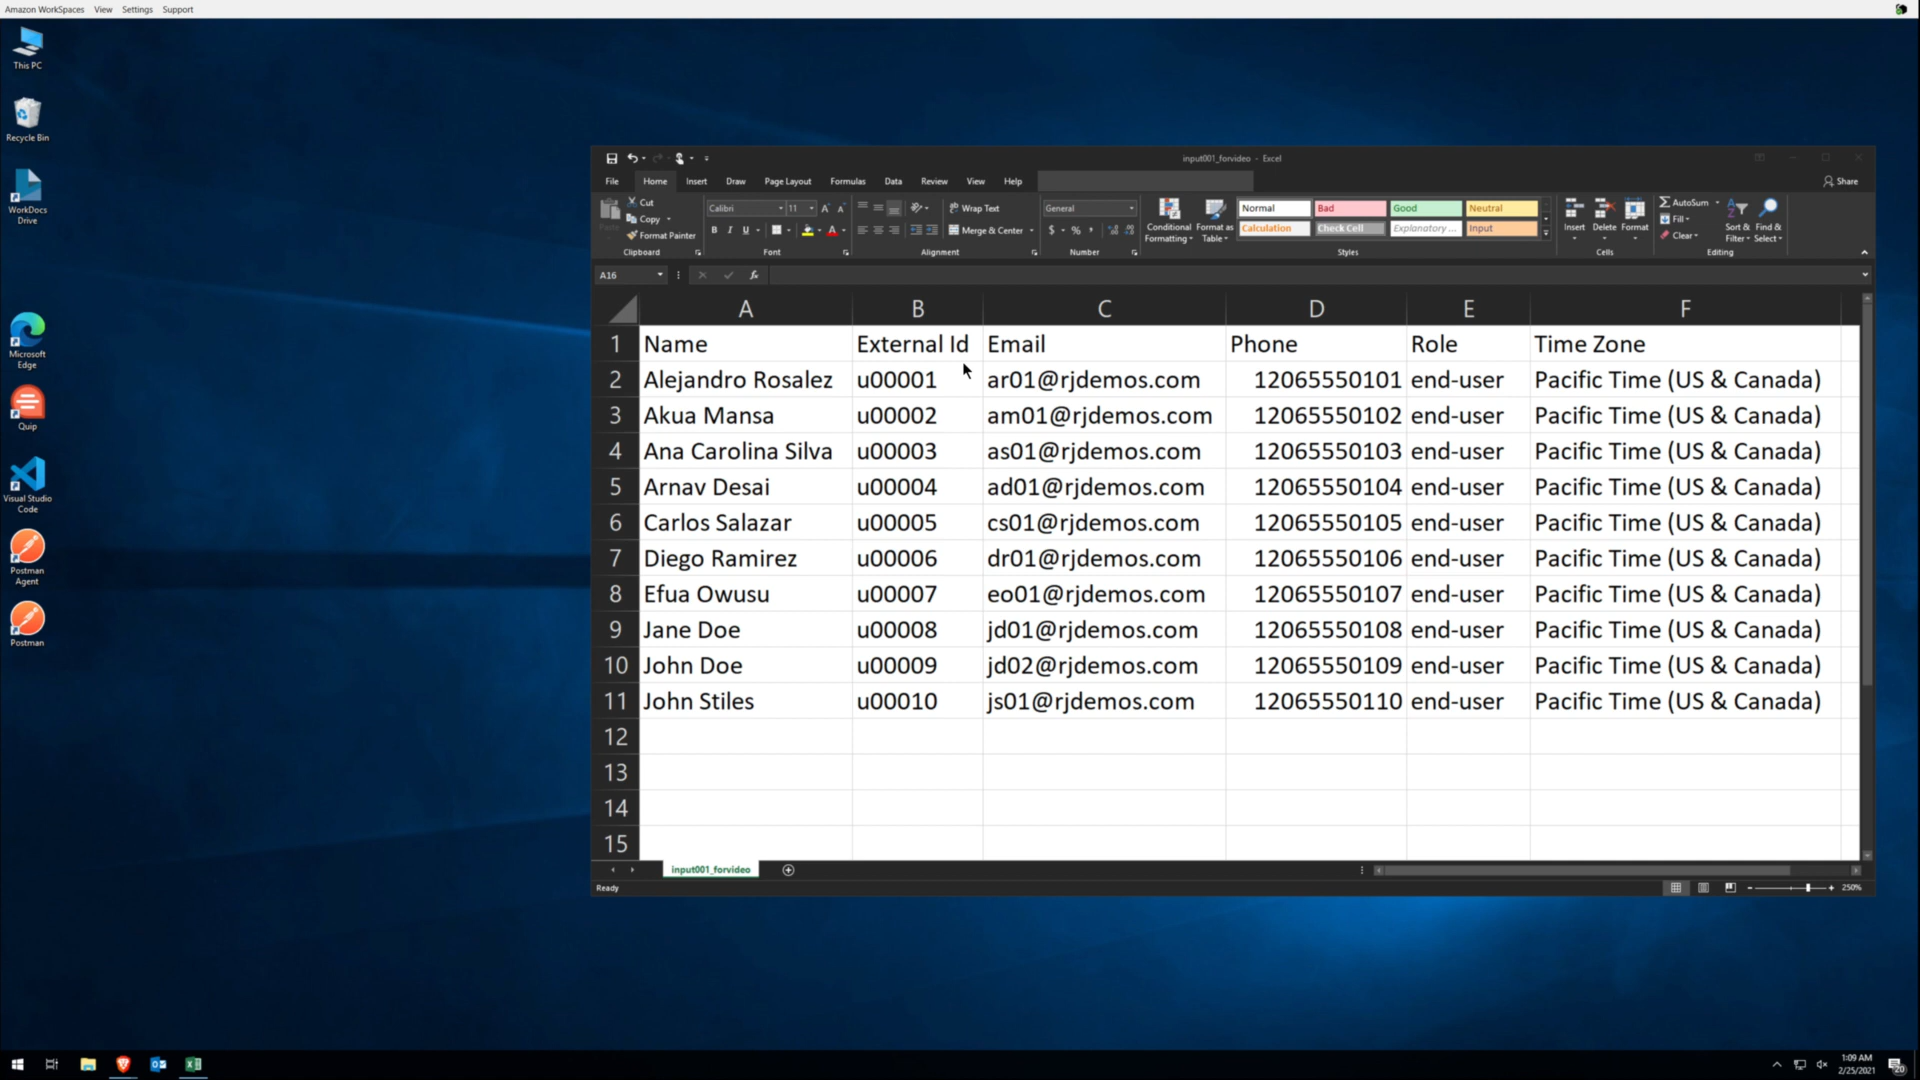 Amazon WorkSpaces View Settings Support
This PC
Recycle Bin
WorkDocs
Drive
Microsoft
Edge
Quip
Visual Studio
Code
Postman
Agent
Postman
input001_forvideo - Excel
File Home Insert Draw Page Layout Formulas Data Review View Help
Share
Cut
Copy
Format Painter
Clipboard
Calibri 11
B I U
Font
Wrap Text
Merge & Center
Alignment
General
$ % ,
Number
Conditional
Formatting
Format as
Table
Normal Bad Good Neutral
Calculation Check Cell Explanatory ... Input
Styles
Insert Delete Format
Cells
AutoSum
Fill
Clear
Sort &
Filter
Find &
Select
Editing
A16 fx
A B C D E F
1 Name External Id Email Phone Role Time Zone
2 Alejandro Rosalez u00001 ar01@rjdemos.com 12065550101 end-user Pacific Time (US & Canada)
3 Akua Mansa u00002 am01@rjdemos.com 12065550102 end-user Pacific Time (US & Canada)
4 Ana Carolina Silva u00003 as01@rjdemos.com 12065550103 end-user Pacific Time (US & Canada)
5 Arnav Desai u00004 ad01@rjdemos.com 12065550104 end-user Pacific Time (US & Canada)
6 Carlos Salazar u00005 cs01@rjdemos.com 12065550105 end-user Pacific Time (US & Canada)
7 Diego Ramirez u00006 dr01@rjdemos.com 12065550106 end-user Pacific Time (US & Canada)
8 Efua Owusu u00007 eo01@rjdemos.com 12065550107 end-user Pacific Time (US & Canada)
9 Jane Doe u00008 jd01@rjdemos.com 12065550108 end-user Pacific Time (US & Canada)
10 John Doe u00009 jd02@rjdemos.com 12065550109 end-user Pacific Time (US & Canada)
11 John Stiles u00010 js01@rjdemos.com 12065550110 end-user Pacific Time (US & Canada)
12
13
14
15
input001_forvideo
Ready
250%
1:09 AM
2/25/2021
20